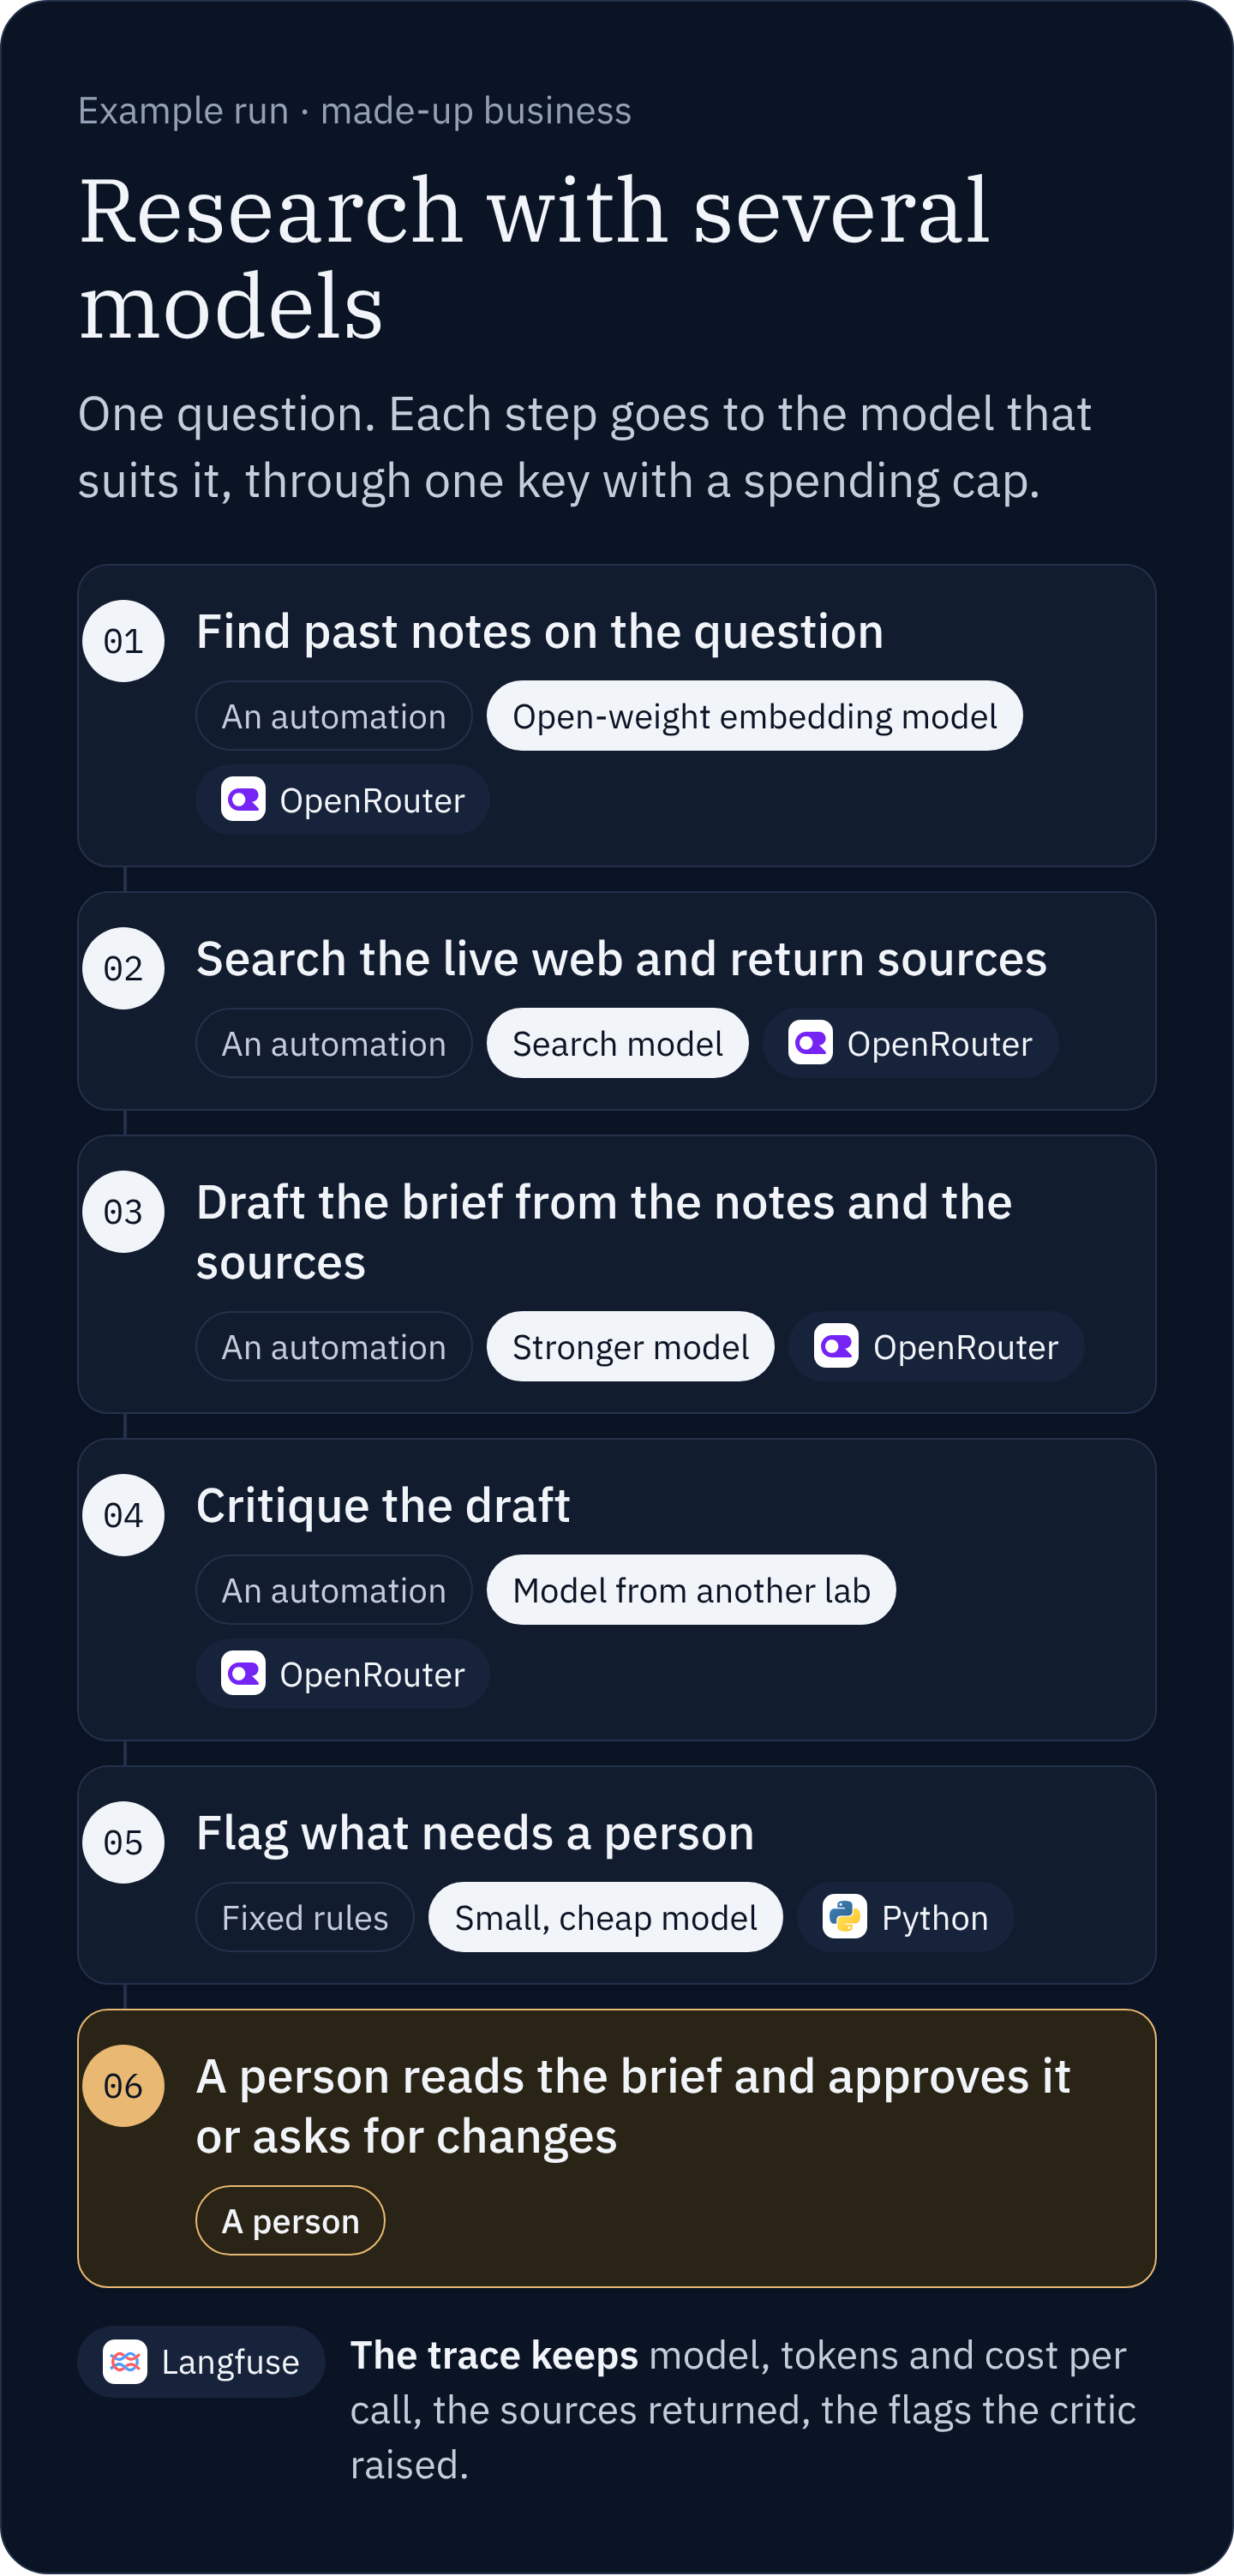 Example run · made-up business
Research with several
models
One question. Each step goes to the model that
suits it, through one key with a spending cap.
01
Find past notes on the question
An automation
Open-weight embedding model
OpenRouter
02
Search the live web and return sources
An automation
Search model
OpenRouter
03
Draft the brief from the notes and the
sources
An automation
Stronger model
OpenRouter
04
Critique the draft
An automation
Model from another lab
OpenRouter
05
Flag what needs a person
Fixed rules
Small, cheap model
Python
06
A person reads the brief and approves it
or asks for changes
A person
Langfuse
The trace keeps model, tokens and cost per
call, the sources returned, the flags the critic
raised.